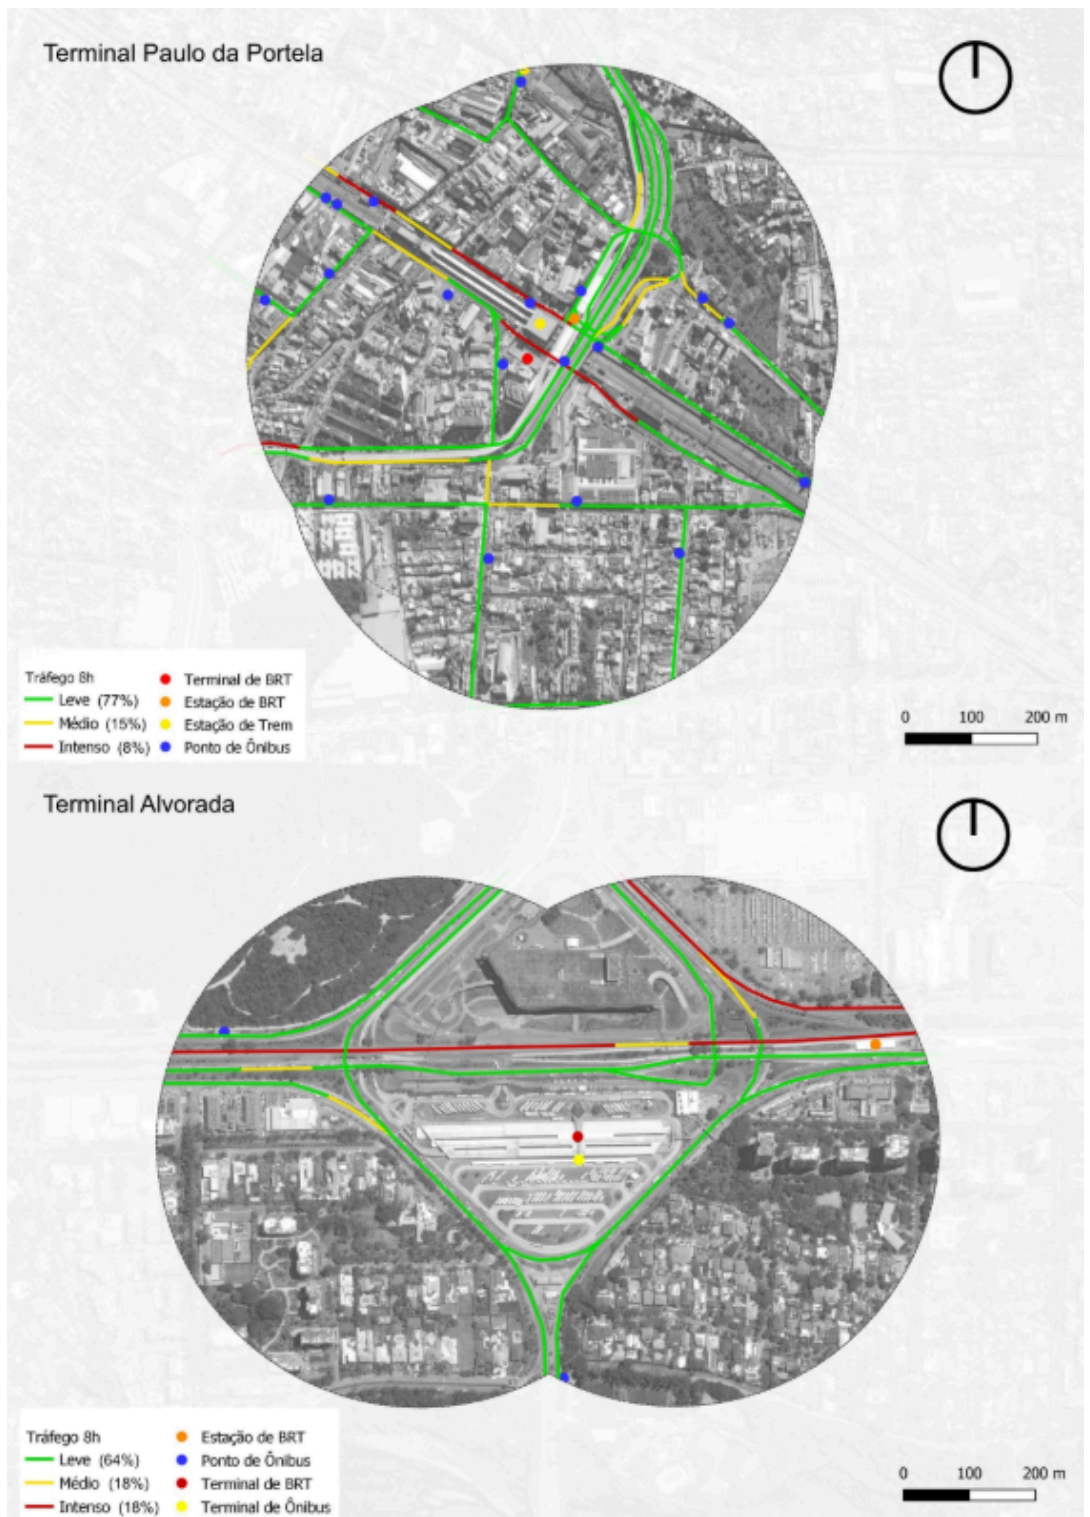 Terminal Paulo da Portela
Tráfego 8h
Leve (77%)
Médio (15%)
Intenso (8%)
Terminal de BRT
Estação de BRT
Estação de Trem
Ponto de Ônibus
0 100 200 m
Terminal Alvorada
Tráfego 8h
Leve (64%)
Médio (18%)
Intenso (18%)
Estação de BRT
Ponto de Ônibus
Terminal de BRT
Terminal de Ônibus
0 100 200 m